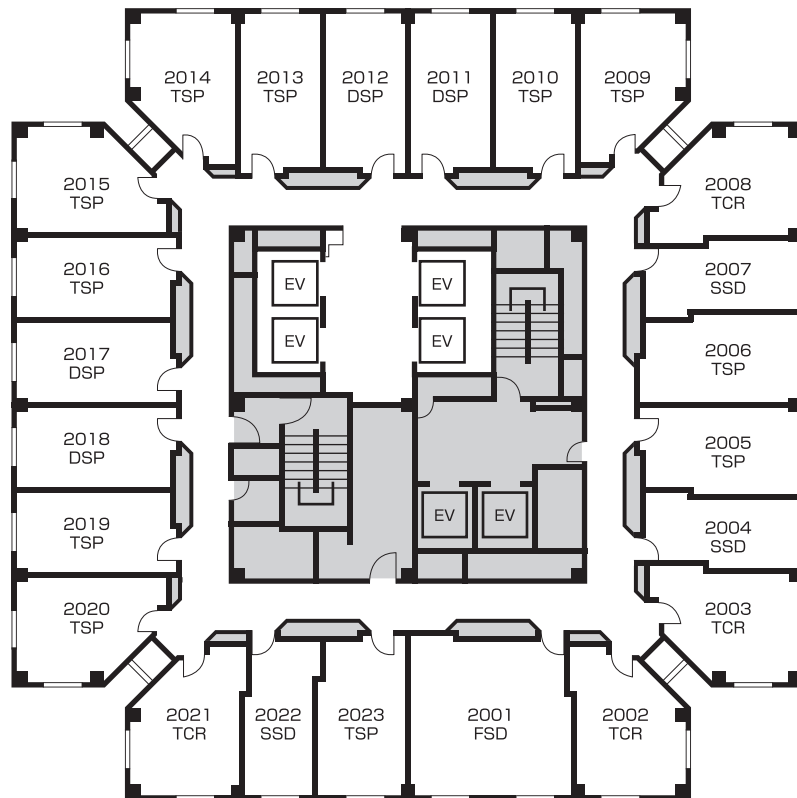 2014
TSP
2013
TSP
2012
DSP
2011
DSP
2010
TSP
2009
TSP
2015
TSP
2008
TCR
2016
TSP
2007
SSD
EV
EV
EV
EV
2017
DSP
2006
TSP
2018
DSP
2005
TSP
2019
TSP
EV
EV
2004
SSD
2020
TSP
2003
TCR
2021
TCR
2022
SSD
2023
TSP
2001
FSD
2002
TCR